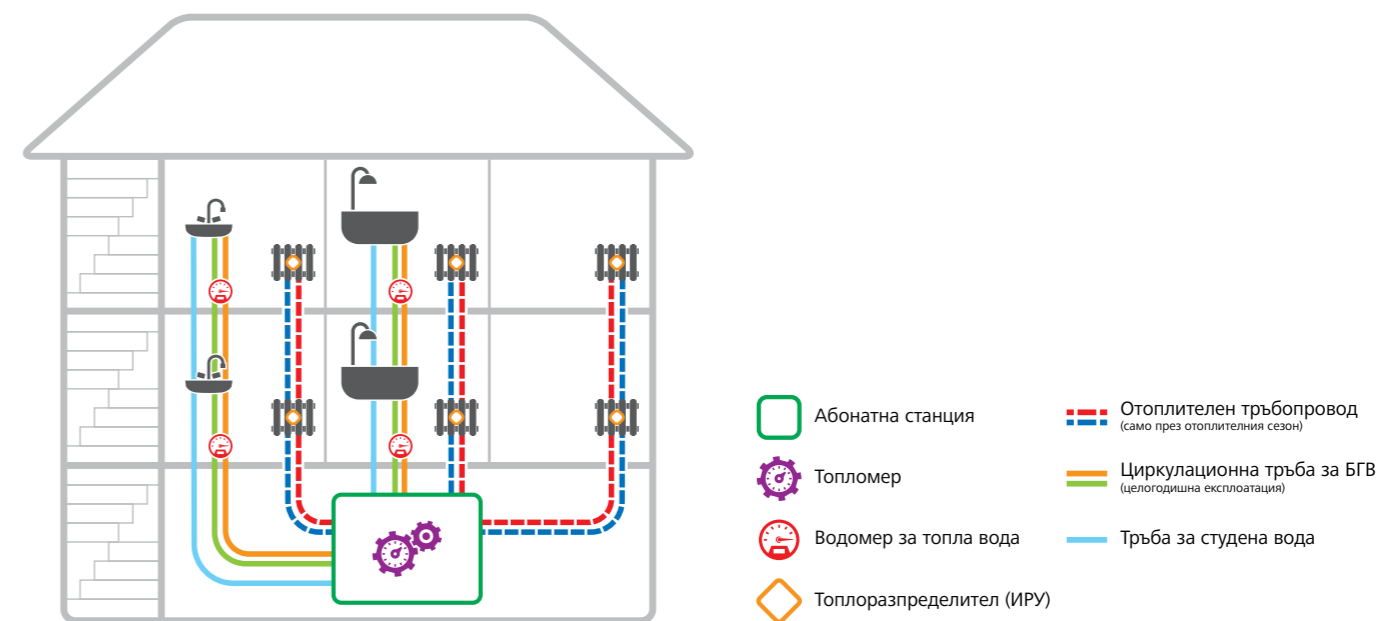 Абонатна станция
Топломер
Водомер за топла вода
Топлоразпределител (ИРУ)
Отоплителен тръбопровод
(само през отоплителния сезон)
Циркулационна тръба за БГВ
(целогодишна експлоатация)
Тръба за студена вода